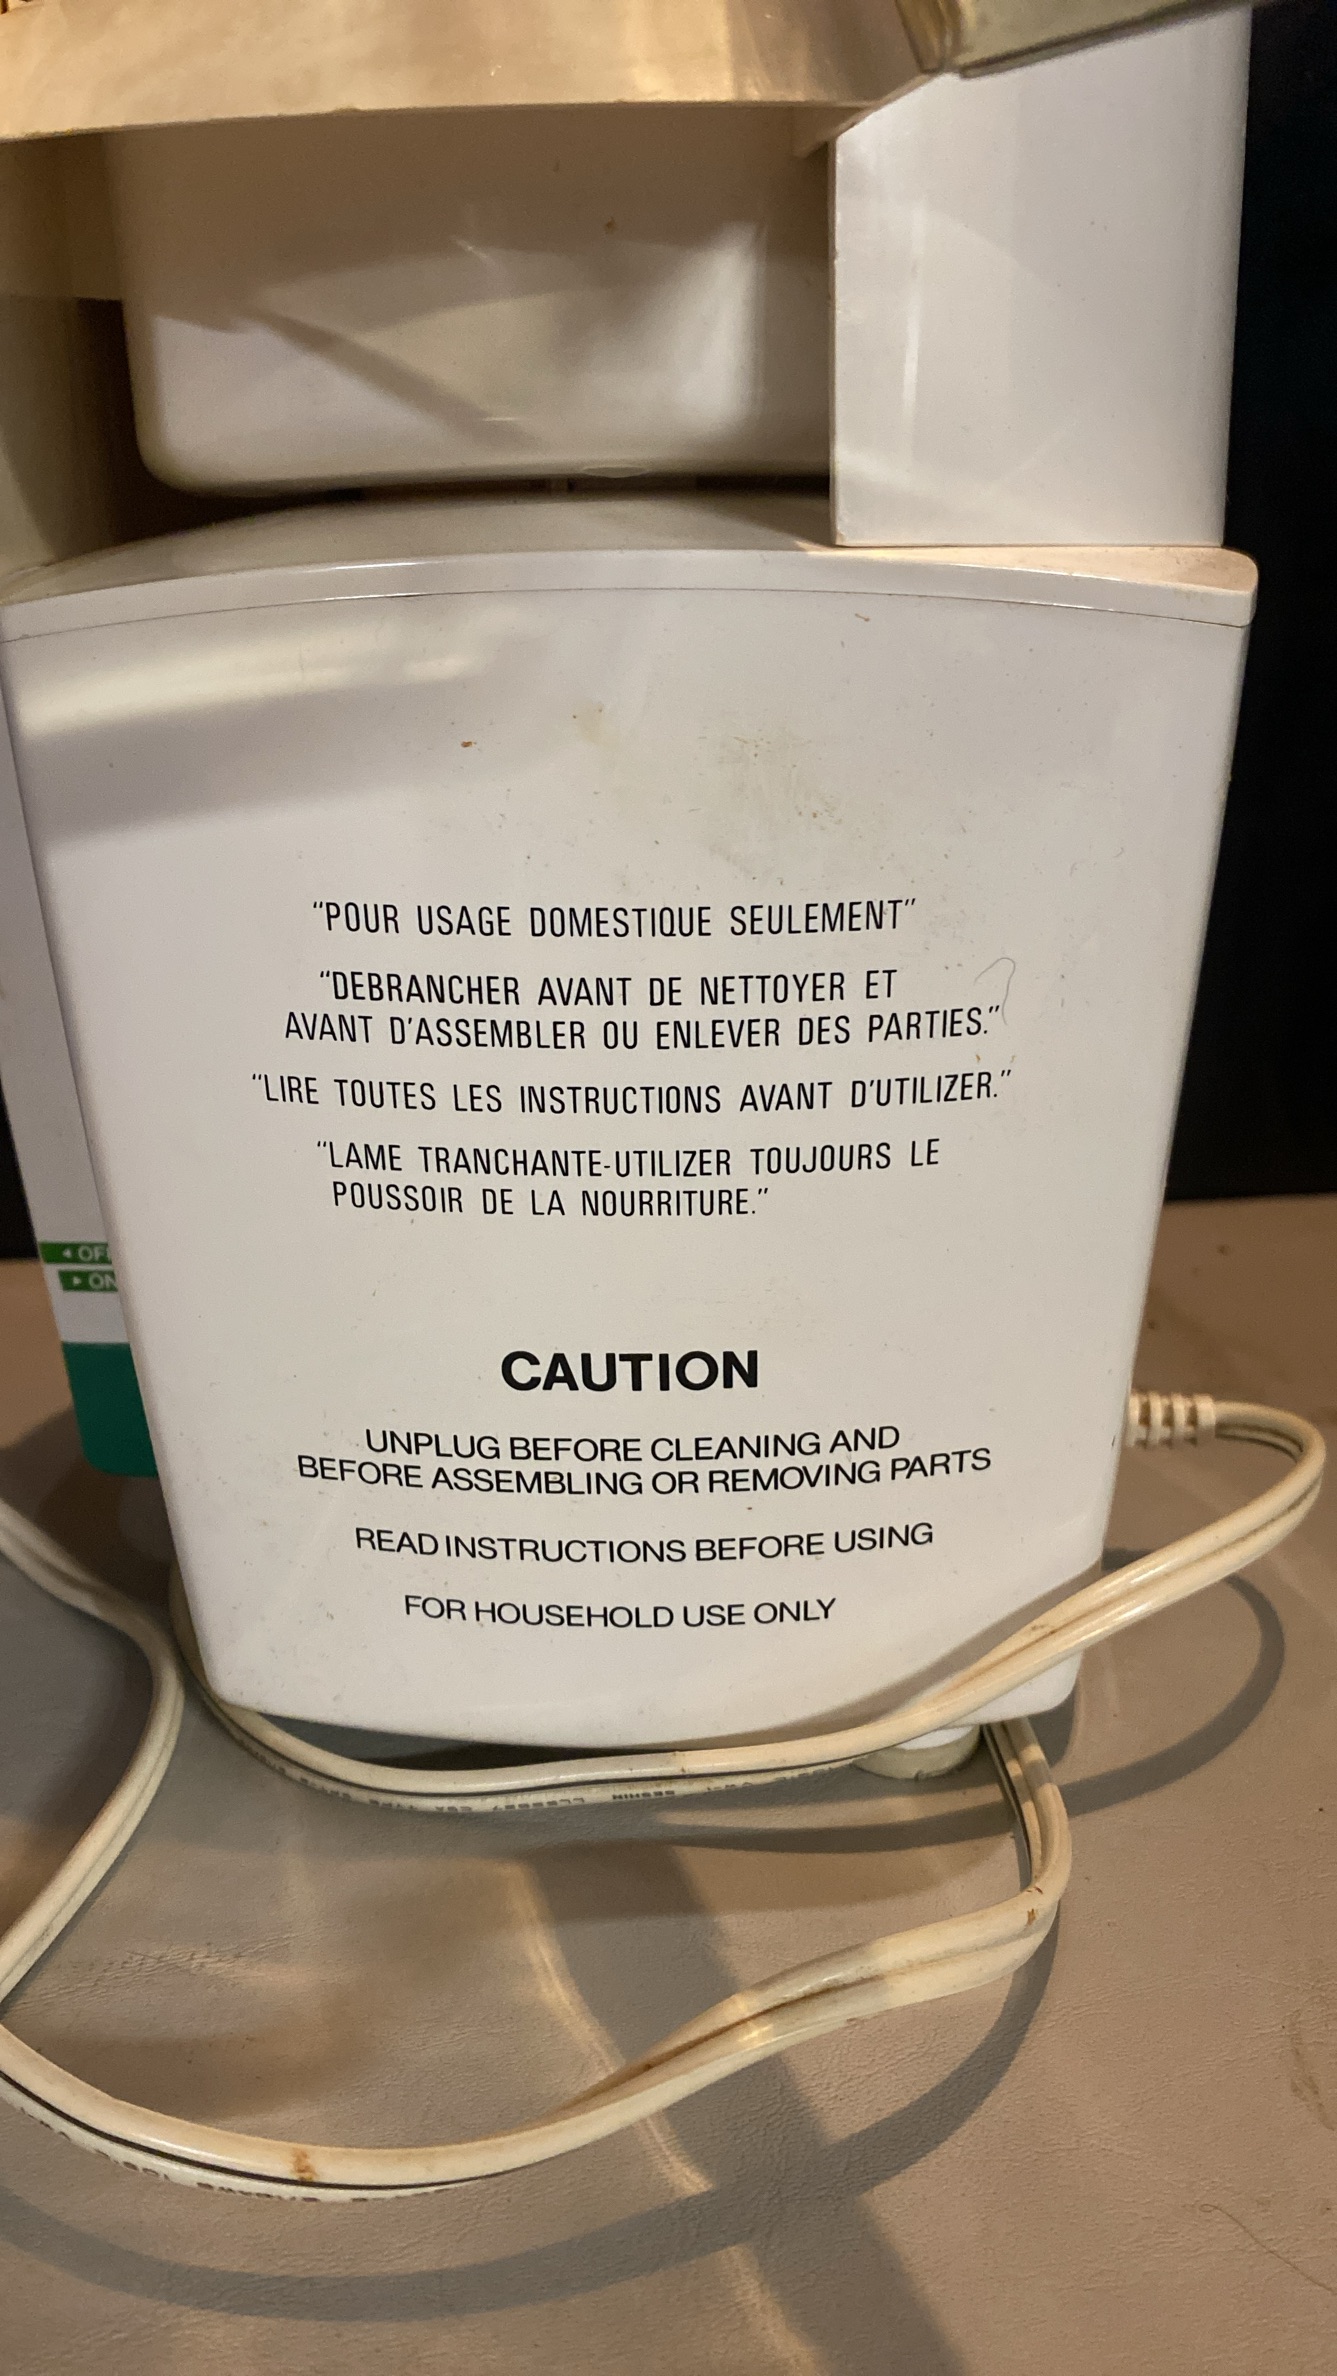 "POUR USAGE DOMESTIQUE SEULEMENT"
"DEBRANCHER AVANT DE NETTOYER ET
AVANT D'ASSEMBLER OU ENLEVER DES PARTIES."
"LIRE TOUTES LES INSTRUCTIONS AVANT D'UTILIZER."
"LAME TRANCHANTE-UTILIZER TOUJOURS LE
POUSSOIR DE LA NOURRITURE."
◂ OF
▸ ON
CAUTION
UNPLUG BEFORE CLEANING AND
BEFORE ASSEMBLING OR REMOVING PARTS
READ INSTRUCTIONS BEFORE USING
FOR HOUSEHOLD USE ONLY